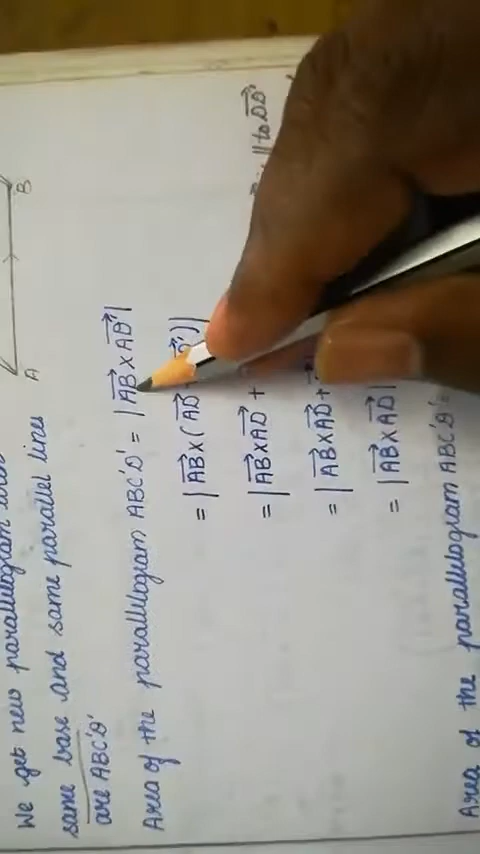 B
A
We get new parallelogram with
same base and same parallel lines
are ABC'D'
Area of the parallelogram ABC'D' = |AB⃗ × AD'⃗|
= |AB⃗ × (AD⃗ + )|
= |AB⃗ × AD⃗ + || to DD'⃗
= |AB⃗ × AD⃗ +
= |AB⃗ × AD⃗|
Area of the parallelogram ABC'D' =